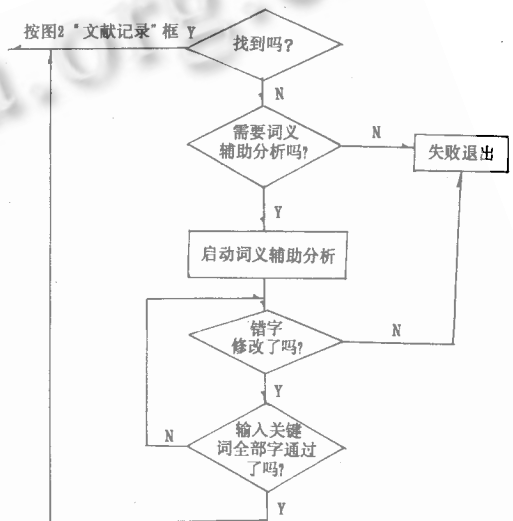 按图2 "文献记录" 框 Y
找到吗?
N
需要词义
辅助分析吗?
N
失败退出
Y
启动词义辅助分析
错字
修改了吗?
N
Y
输入关键
词全部字通过
了吗?
N
Y